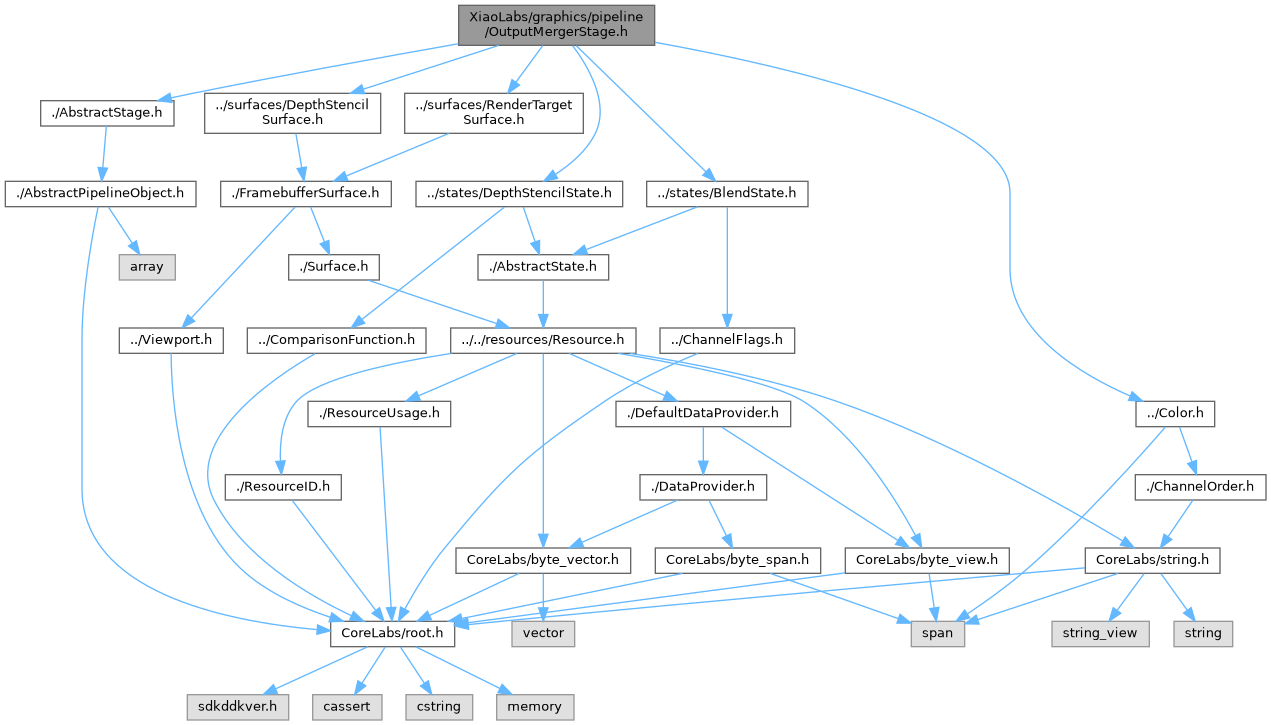 XiaoLabs/graphics/pipeline
/OutputMergerStage.h
./AbstractStage.h
../surfaces/DepthStencil
Surface.h
../surfaces/RenderTarget
Surface.h
./AbstractPipelineObject.h
./FramebufferSurface.h
../states/DepthStencilState.h
../states/BlendState.h
array
./Surface.h
./AbstractState.h
../Viewport.h
../ComparisonFunction.h
../../resources/Resource.h
../ChannelFlags.h
./ResourceUsage.h
./DefaultDataProvider.h
../Color.h
./ResourceID.h
./DataProvider.h
./ChannelOrder.h
CoreLabs/byte_vector.h
CoreLabs/byte_span.h
CoreLabs/byte_view.h
CoreLabs/string.h
CoreLabs/root.h
vector
span
string_view
string
sdkddkver.h
cassert
cstring
memory